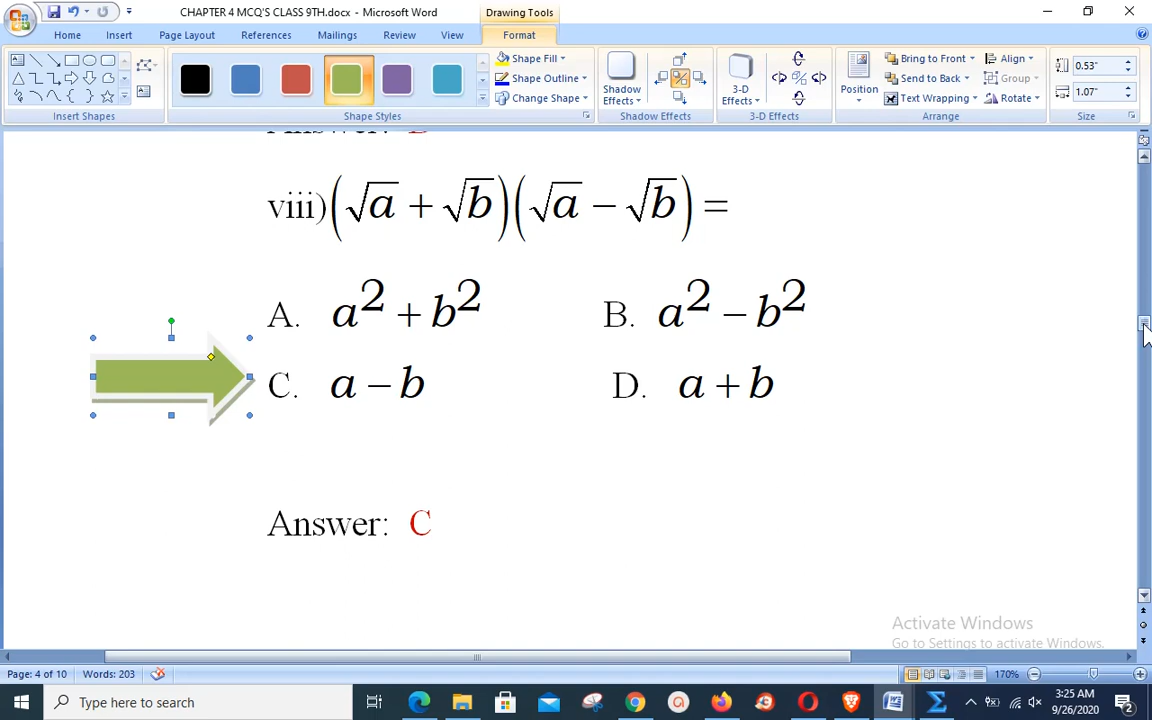 CHAPTER 4 MCQ'S CLASS 9TH.docx - Microsoft Word
Drawing Tools
Home Insert Page Layout References Mailings Review View Format
Shape Fill
Shape Outline
Change Shape
Shadow Effects
3-D Effects
Position
Bring to Front
Send to Back
Text Wrapping
Align
Group
Rotate
0.53"
1.07"
Insert Shapes Shape Styles Shadow Effects 3-D Effects Arrange Size
viii) (√a + √b)(√a − √b) =
A. a² + b² B. a² − b²
C. a − b D. a + b
Answer: C
Activate Windows
Go to Settings to activate Windows.
Page: 4 of 10 Words: 203 170%
Type here to search
3:25 AM
9/26/2020
2